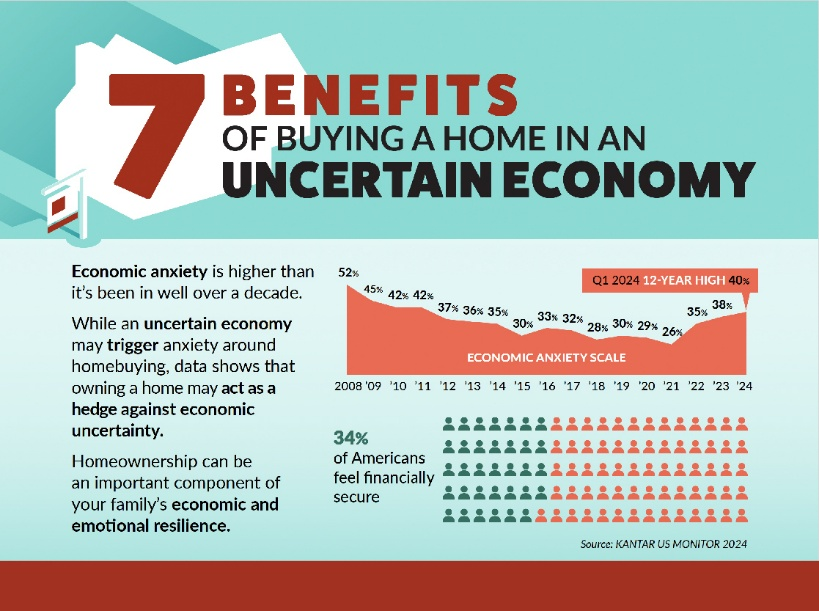 7 BENEFITS
OF BUYING A HOME IN AN
UNCERTAIN ECONOMY
Economic anxiety is higher than
it's been in well over a decade.
While an uncertain economy
may trigger anxiety around
homebuying, data shows that
owning a home may act as a
hedge against economic
uncertainty.
Homeownership can be
an important component of
your family's economic and
emotional resilience.
Q1 2024 12-YEAR HIGH 40%
52%
45%
42%
42%
37%
36%
35%
30%
33%
32%
28%
30%
29%
26%
35%
38%
ECONOMIC ANXIETY SCALE
2008 '09 '10 '11 '12 '13 '14 '15 '16 '17 '18 '19 '20 '21 '22 '23 '24
34%
of Americans
feel financially
secure
Source: KANTAR US MONITOR 2024